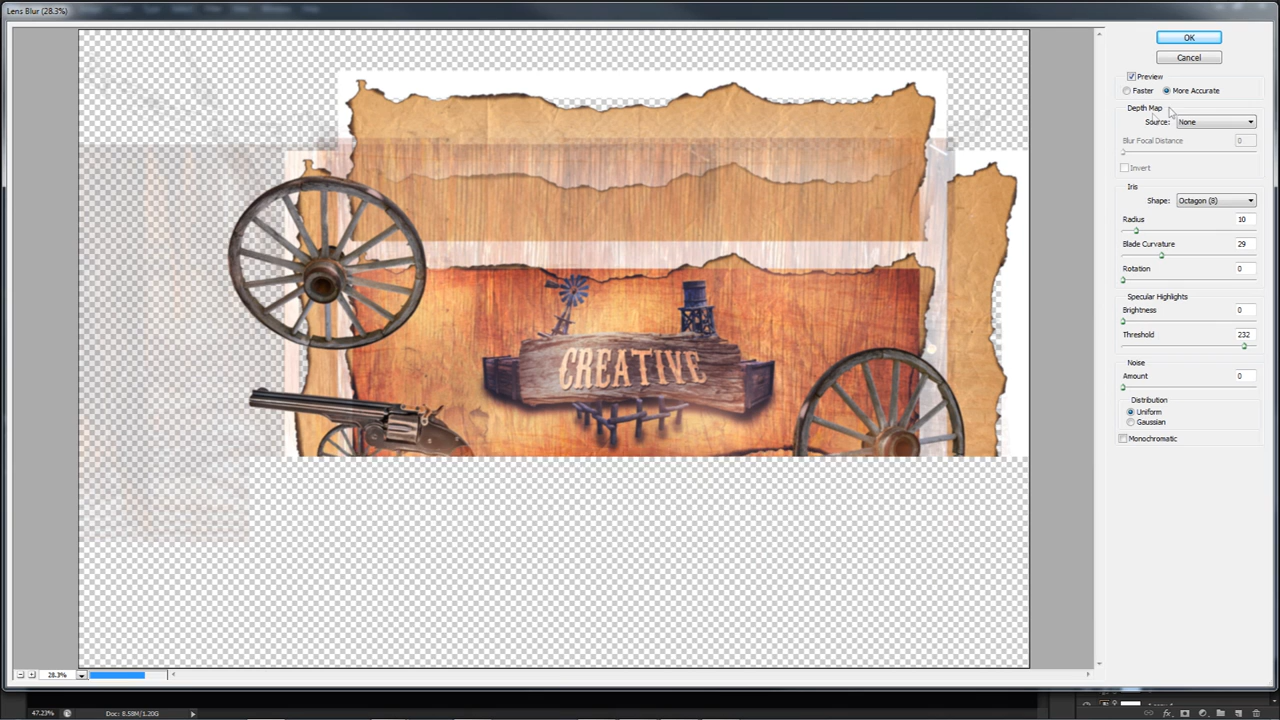 Lens Blur (28.3%)
OK
Cancel
Preview
Faster
More Accurate
Depth Map
Source: None
Blur Focal Distance 0
Invert
Iris
Shape: Octagon (8)
Radius 10
Blade Curvature 29
Rotation 0
Specular Highlights
Brightness 0
Threshold 232
Noise
Amount 0
Distribution
Uniform
Gaussian
Monochromatic
CREATIVE
28.3%
47.23%
Doc: 8.58M/1.20G